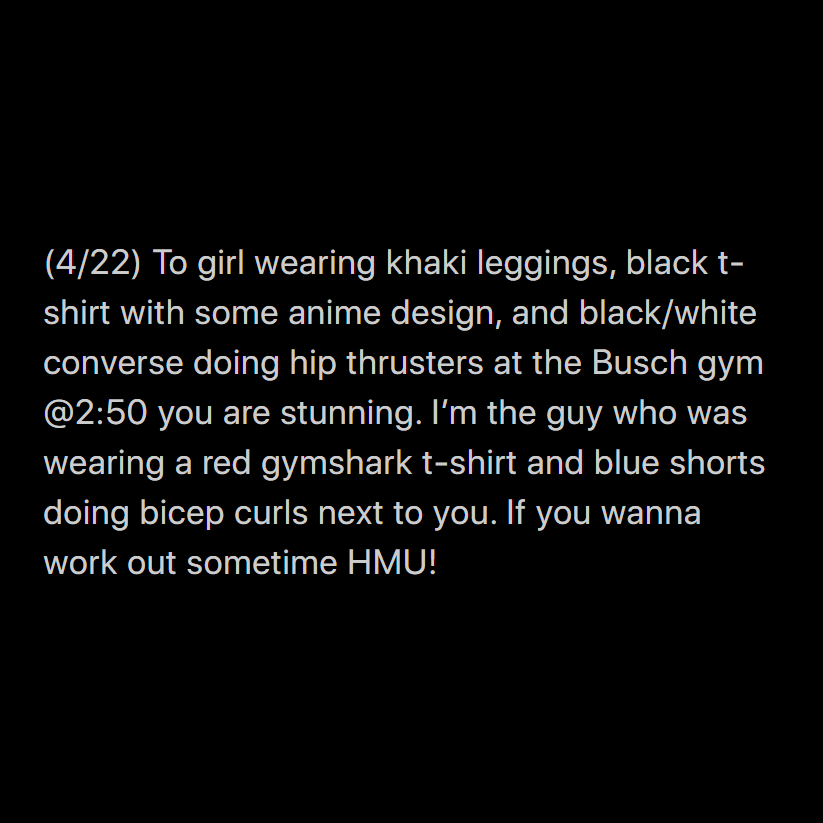 (4/22) To girl wearing khaki leggings, black t-
shirt with some anime design, and black/white
converse doing hip thrusters at the Busch gym
@2:50 you are stunning. I’m the guy who was
wearing a red gymshark t-shirt and blue shorts
doing bicep curls next to you. If you wanna
work out sometime HMU!